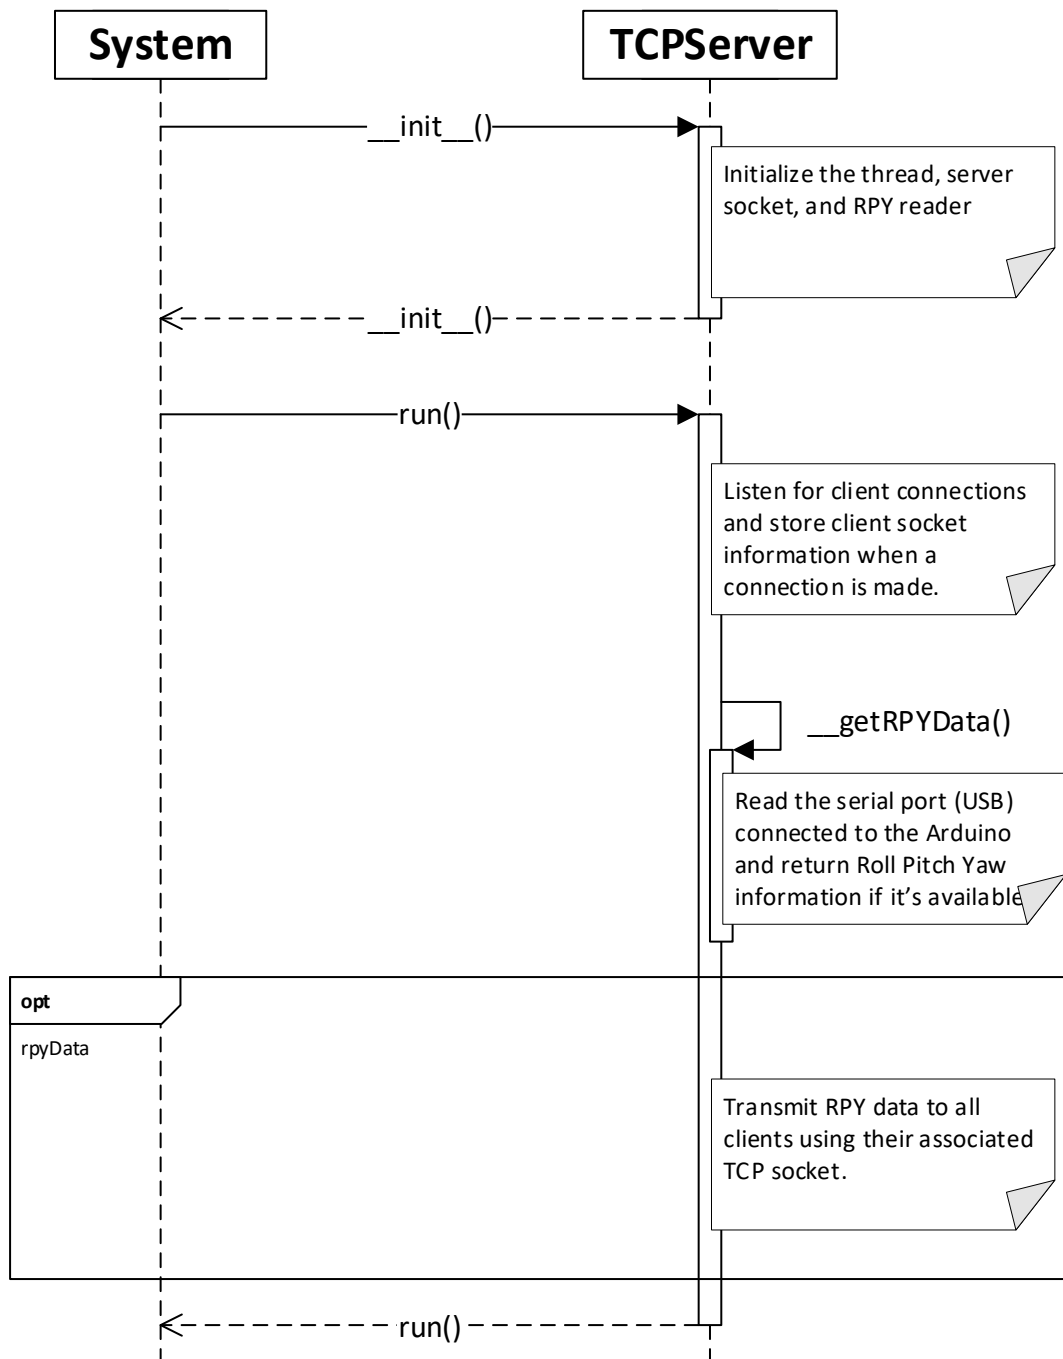 System
TCPServer
__init__()
Initialize the thread, server
socket, and RPY reader
__init__()
run()
Listen for client connections
and store client socket
information when a
connection is made.
__getRPYData()
Read the serial port (USB)
connected to the Arduino
and return Roll Pitch Yaw
information if it’s available
opt
rpyData
Transmit RPY data to all
clients using their associated
TCP socket.
run()